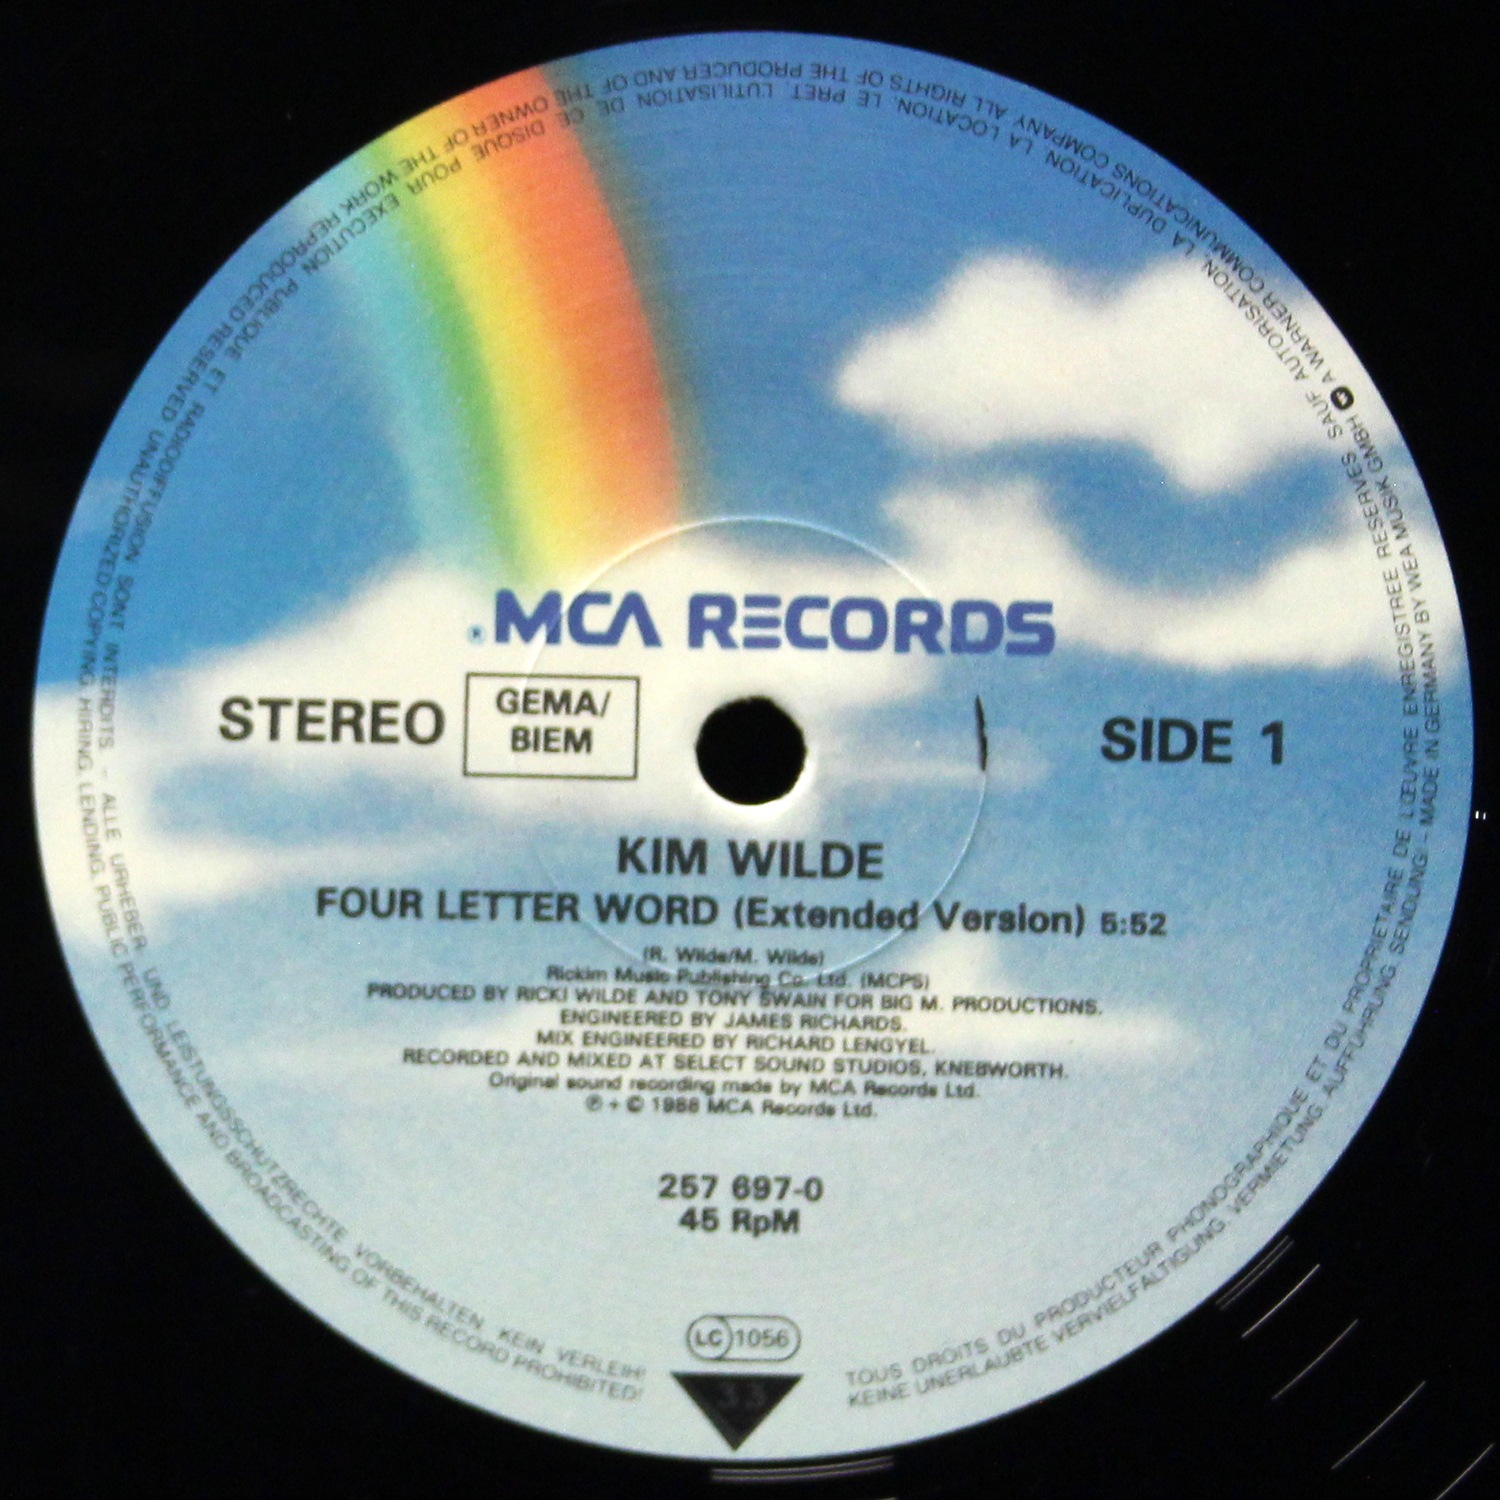 ® MCA RECORDS
STEREO
GEMA/
BIEM
SIDE 1
KIM WILDE
FOUR LETTER WORD (Extended Version) 5:52
(R. Wilde/M. Wilde)
Rickim Music Publishing Co. Ltd. (MCPS)
PRODUCED BY RICKI WILDE AND TONY SWAIN FOR BIG M. PRODUCTIONS.
ENGINEERED BY JAMES RICHARDS.
MIX ENGINEERED BY RICHARD LENGYEL.
RECORDED AND MIXED AT SELECT SOUND STUDIOS, KNEBWORTH.
Original sound recording made by MCA Records Ltd.
℗ + © 1988 MCA Records Ltd.
257 697-0
45 RpM
LC 1056
33
TOUS DROITS DU PRODUCTEUR PHONOGRAPHIQUE ET DU PROPRIETAIRE DE L'ŒUVRE ENREGISTREE RESERVES SAUF AUTORISATION, LA DUPLICATION, LA LOCATION, LE PRET, L'UTILISATION DE CE DISQUE POUR EXECUTION PUBLIQUE ET RADIODIFFUSION SONT INTERDITS. – ALLE URHEBER- UND LEISTUNGSSCHUTZRECHTE VORBEHALTEN. KEIN VERLEIH!
KEINE UNERLAUBTE VERVIELFÄLTIGUNG, VERMIETUNG, AUFFÜHRUNG, SENDUNG! – MADE IN GERMANY BY WEA MUSIK GMBH A WARNER COMMUNICATIONS COMPANY. ALL RIGHTS OF THE PRODUCER AND OF THE OWNER OF THE WORK REPRODUCED RESERVED. UNAUTHORIZED COPYING, HIRING, LENDING, PUBLIC PERFORMANCE AND BROADCASTING OF THIS RECORD PROHIBITED!